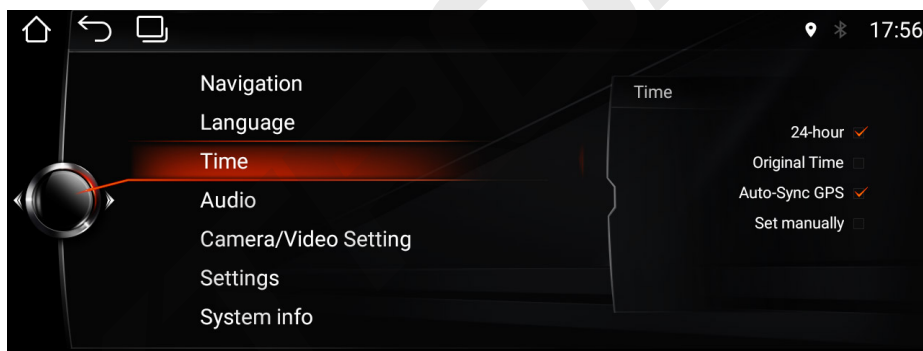 17:56
Navigation
Language
Time
Audio
Camera/Video Setting
Settings
System info
Time
24-hour
Original Time
Auto-Sync GPS
Set manually